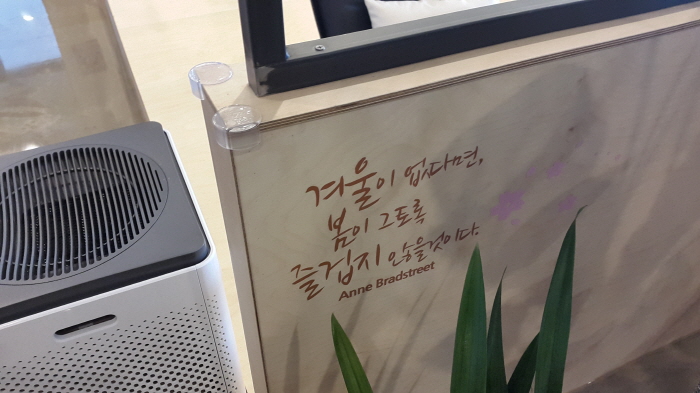 겨울이 없다면,
봄이 그토록
즐겁지 않을것이다.
Anne Bradstreet